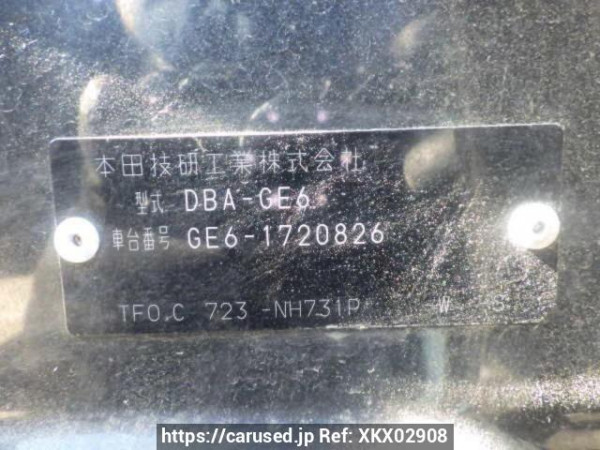 本田技研工業株式会社
型式 DBA-GE6
車台番号 GE6-1720826
TF0.C 723 -NH731P W S
https://carused.jp Ref: XKX02908